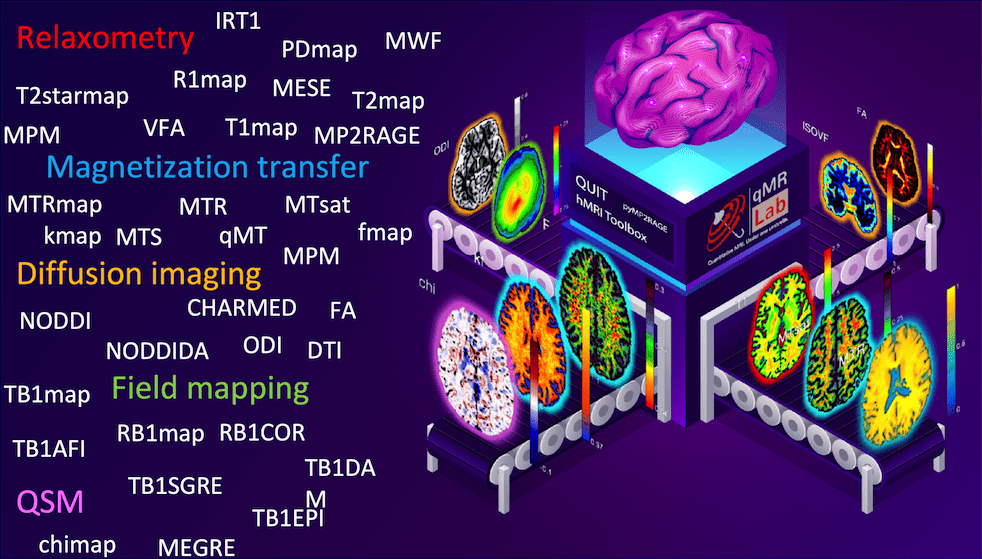 Relaxometry
IRT1
PDmap
MWF
R1map
MESE
T2starmap
T2map
MPM
VFA
T1map
MP2RAGE
Magnetization transfer
MTRmap
MTR
MTsat
kmap
MTS
qMT
fmap
MPM
Diffusion imaging
CHARMED
FA
NODDI
NODDIDA
ODI
DTI
TB1map
Field mapping
RB1map
RB1COR
TB1AFI
TB1DA
M
TB1SGRE
QSM
TB1EPI
chimap
MEGRE
ODI
ISOVF
FA
QUIT
pyMP2RAGE
hMRI Toolbox
qMR
Lab
Quantitative MRI, Under one umbrella
chi